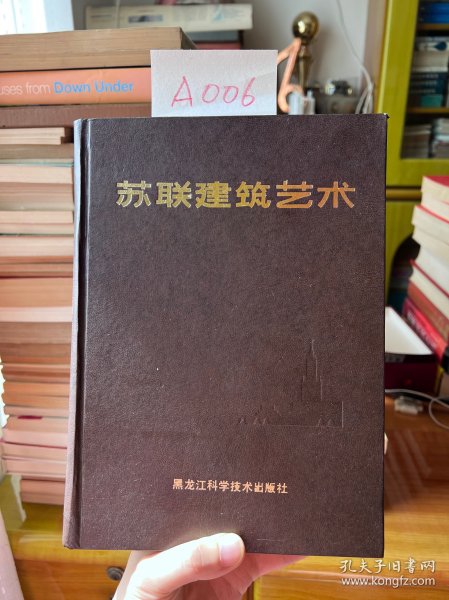 A006
uses from Down Under
苏联建筑艺术
黑龙江科学技术出版社
孔夫子旧书网
www.kongfz.com